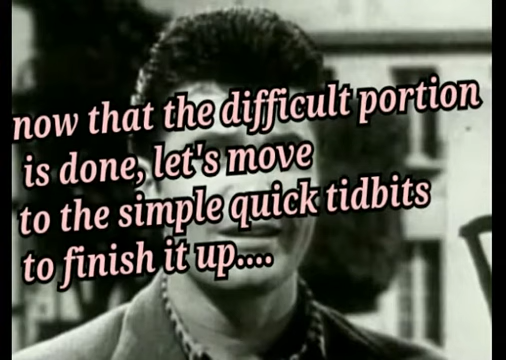 now that the difficult portion
is done, let's move
to the simple quick tidbits
to finish it up....